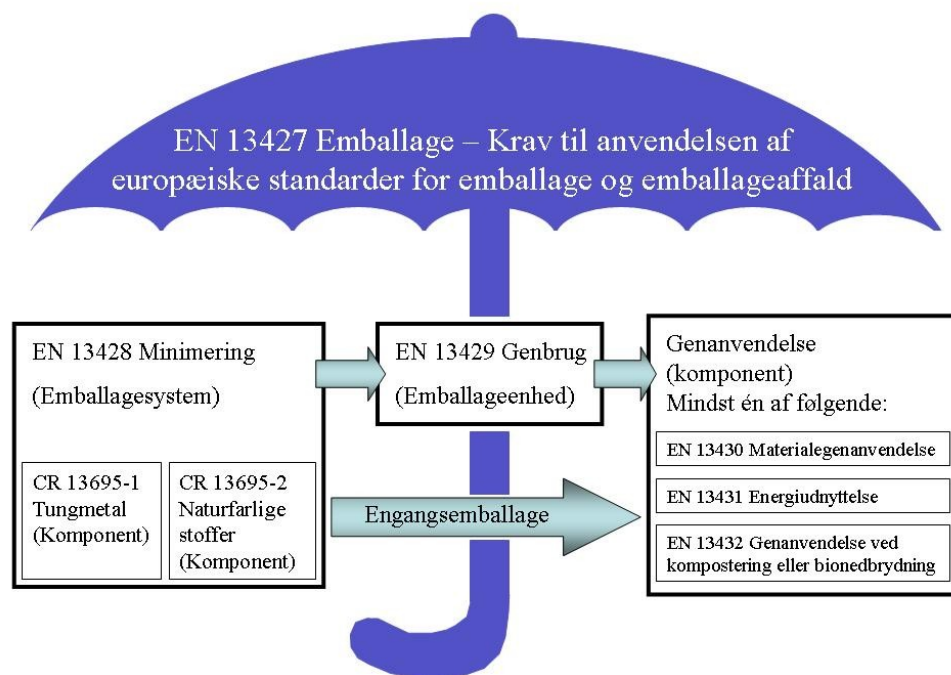 EN 13427 Emballage – Krav til anvendelsen af
europæiske standarder for emballage og emballageaffald
EN 13428 Minimering
(Emballagesystem)
CR 13695-1
Tungmetal
(Komponent)
CR 13695-2
Naturfarlige
stoffer
(Komponent)
EN 13429 Genbrug
(Emballageenhed)
Engangsemballage
Genanvendelse
(komponent)
Mindst én af følgende:
EN 13430 Materialegenanvendelse
EN 13431 Energiudnyttelse
EN 13432 Genanvendelse ved
kompostering eller bionedbrydning